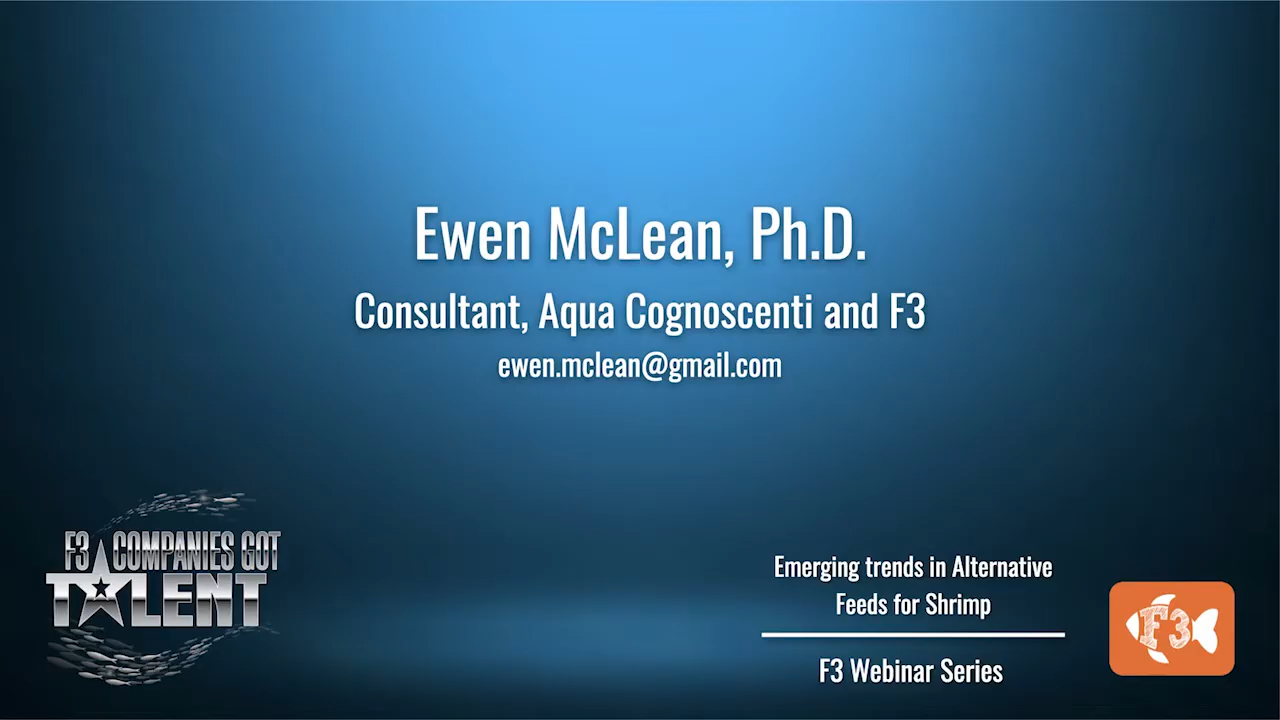 Ewen McLean, Ph.D.
Consultant, Aqua Cognoscenti and F3
ewen.mclean@gmail.com
F3 COMPANIES GOT
TALENT
Emerging trends in Alternative
Feeds for Shrimp
F3 Webinar Series
F3